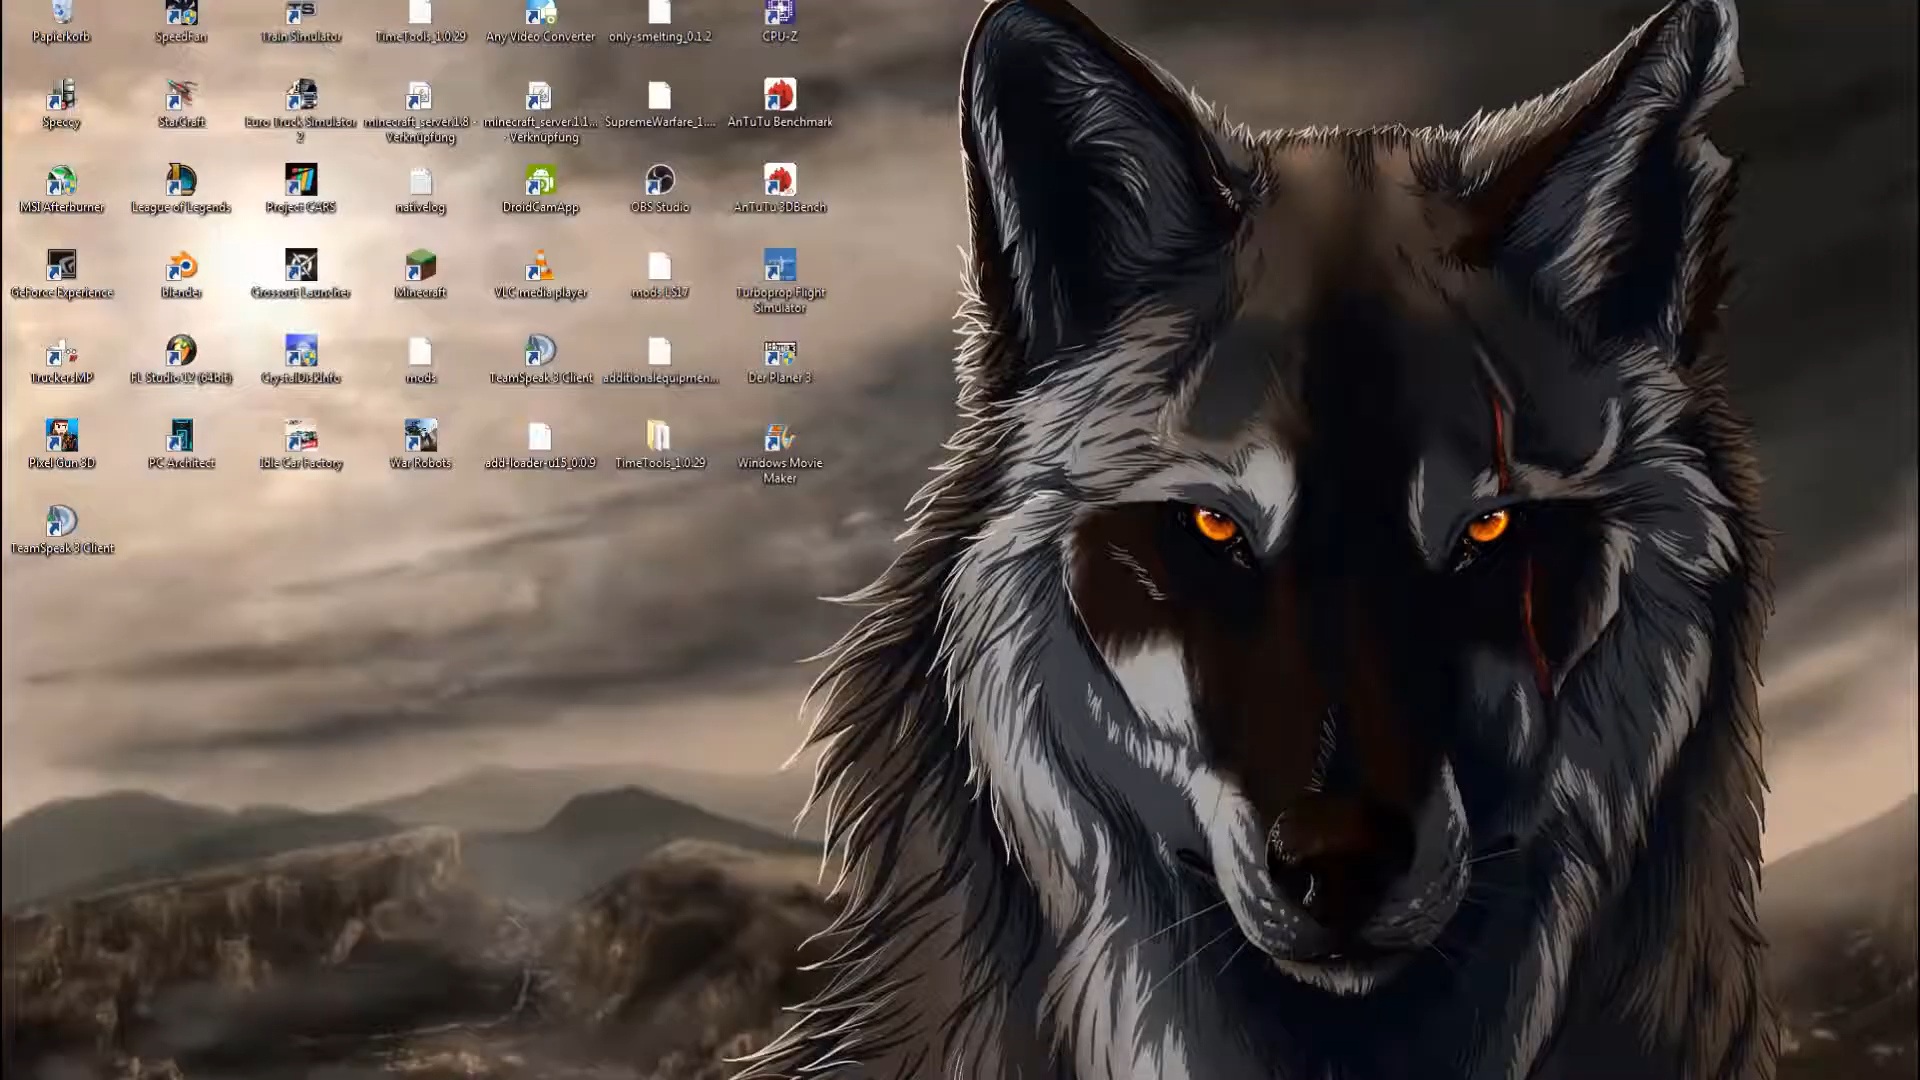 Papierkorb
SpeedFan
Train Simulator
TimeTools_1.0.29
Any Video Converter
only-smelting_0.1.2
CPU-Z
Speccy
StarCraft
Euro Truck Simulator
2
minecraft_server.1.8 -
Verknüpfung
minecraft_server.1.1...
- Verknüpfung
SupremeWarfare_1....
AnTuTu Benchmark
MSI Afterburner
League of Legends
Project CARS
nativelog
DroidCamApp
OBS Studio
AnTuTu 3DBench
GeForce Experience
blender
Crossout Launcher
Minecraft
VLC media player
mods LS17
Turboprop Flight
Simulator
TruckersMP
FL Studio 12 (64bit)
CrystalDiskInfo
mods
TeamSpeak 3 Client
additionalequipmen...
Der Planer 3
Pixel Gun 3D
PC Architect
Idle Car Factory
War Robots
add-loader-u15_0.0.9
TimeTools_1.0.29
Windows Movie
Maker
TeamSpeak 3 Client